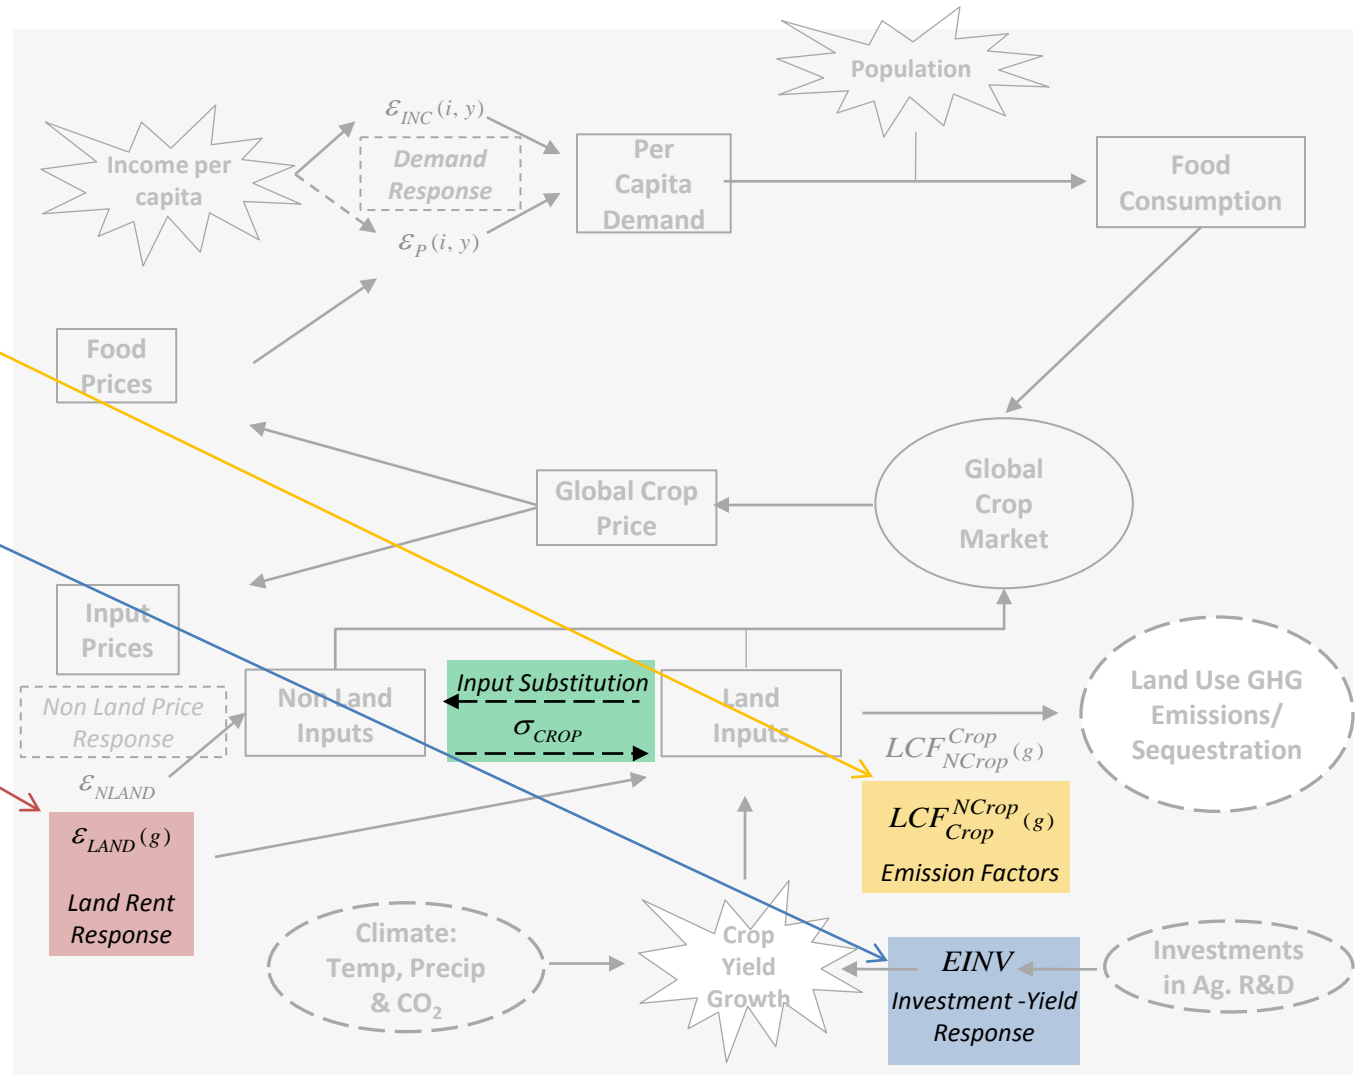 Population
ε_INC (i, y)
Income per
capita
Demand
Response
ε_P (i, y)
Per
Capita
Demand
Food
Consumption
Food
Prices
Global Crop
Price
Global
Crop
Market
Input
Prices
Non Land Price
Response
ε_NLAND
Non Land
Inputs
Input Substitution
σ_CROP
Land
Inputs
LCF^Crop_NCrop (g)
Land Use GHG
Emissions/
Sequestration
ε_LAND (g)
Land Rent
Response
LCF^NCrop_Crop (g)
Emission Factors
Climate:
Temp, Precip
& CO₂
Crop
Yield
Growth
EINV
Investment -Yield
Response
Investments
in Ag. R&D